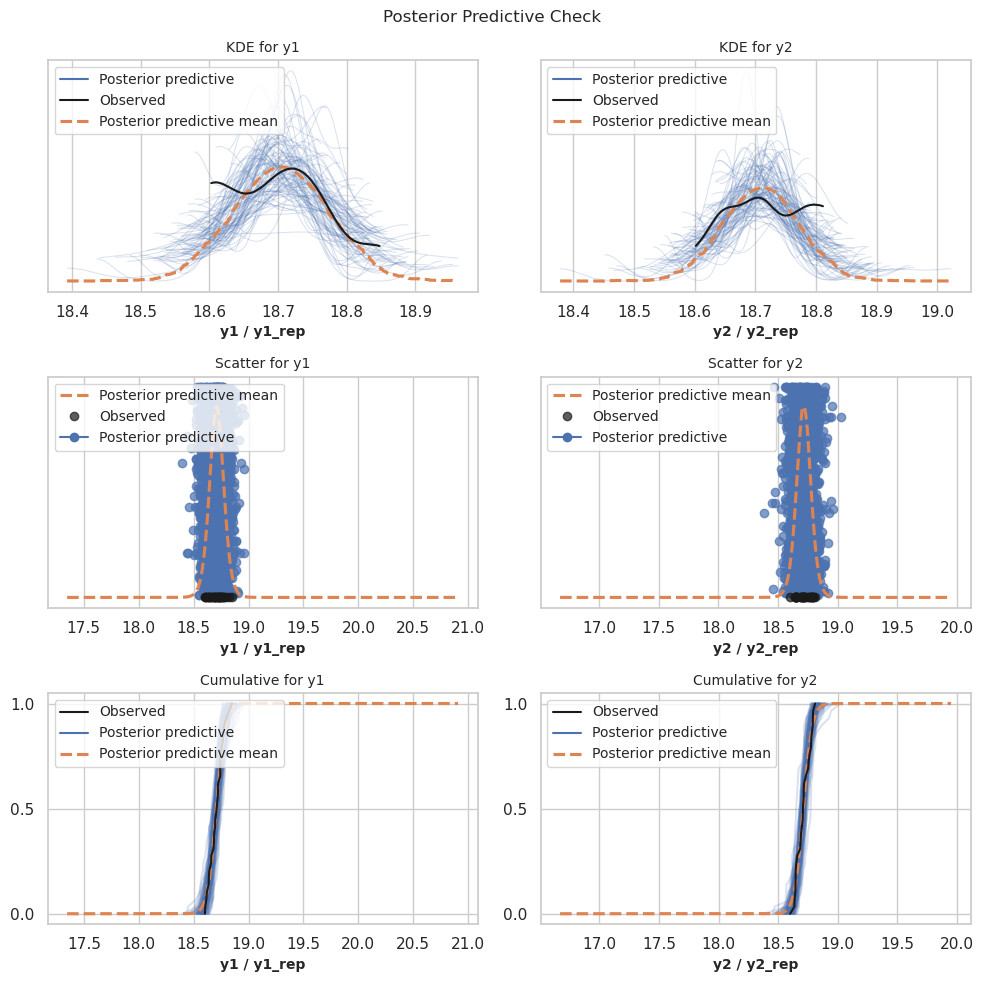 Posterior Predictive Check
KDE for y1
Posterior predictive
Observed
Posterior predictive mean
18.4 18.5 18.6 18.7 18.8 18.9
y1 / y1_rep
KDE for y2
Posterior predictive
Observed
Posterior predictive mean
18.4 18.5 18.6 18.7 18.8 18.9 19.0
y2 / y2_rep
Scatter for y1
Posterior predictive mean
Observed
Posterior predictive
17.5 18.0 18.5 19.0 19.5 20.0 20.5 21.0
y1 / y1_rep
Scatter for y2
Posterior predictive mean
Observed
Posterior predictive
17.0 17.5 18.0 18.5 19.0 19.5 20.0
y2 / y2_rep
Cumulative for y1
Observed
Posterior predictive
Posterior predictive mean
1.0
0.5
0.0
17.5 18.0 18.5 19.0 19.5 20.0 20.5 21.0
y1 / y1_rep
Cumulative for y2
Observed
Posterior predictive
Posterior predictive mean
1.0
0.5
0.0
17.0 17.5 18.0 18.5 19.0 19.5 20.0
y2 / y2_rep